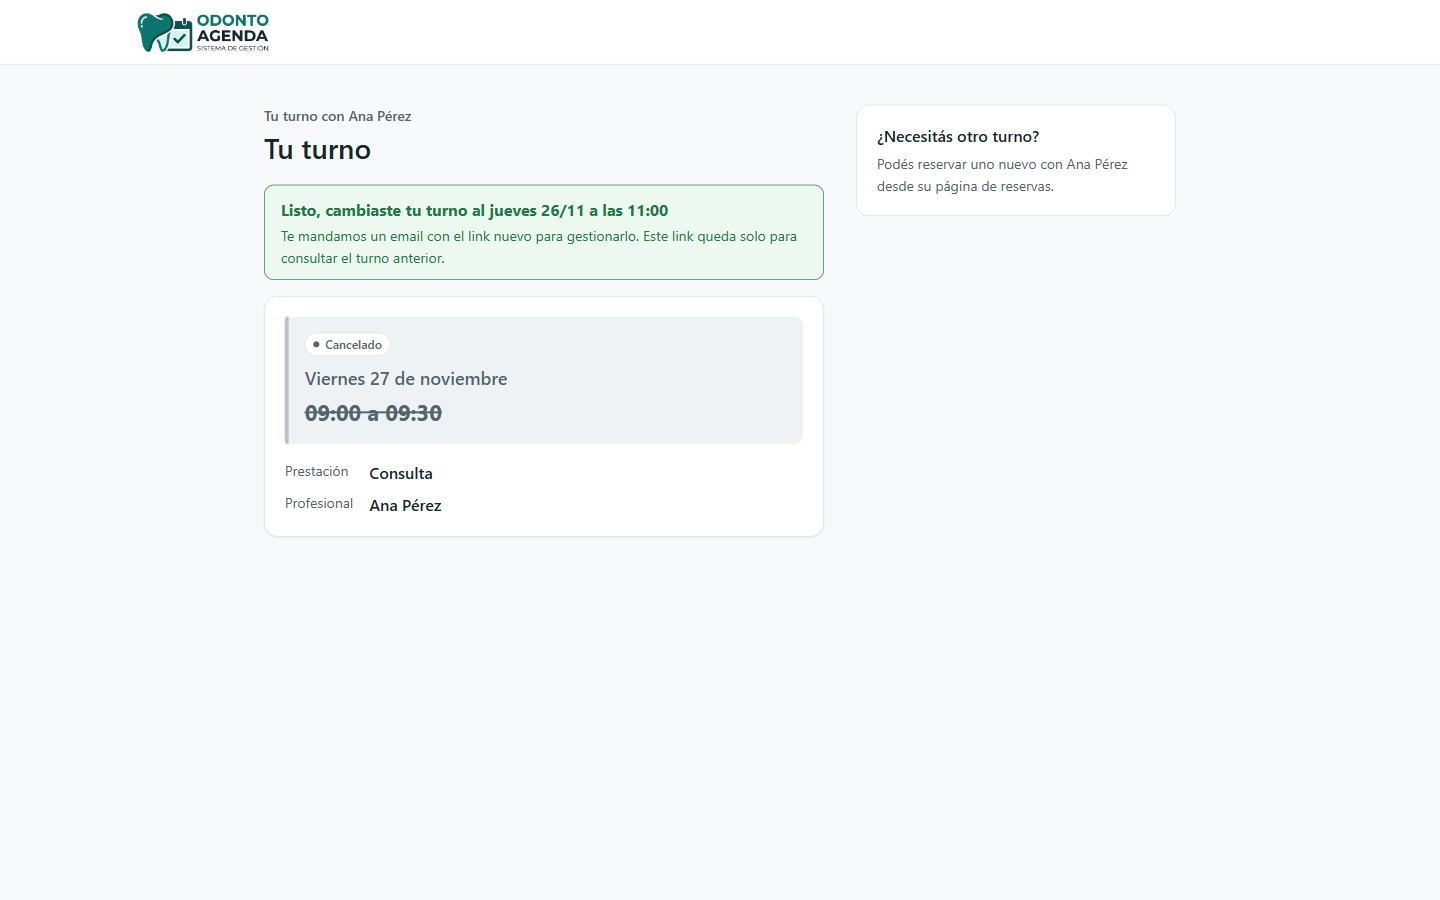 ODONTO
AGENDA
SISTEMA DE GESTIÓN
Tu turno con Ana Pérez
Tu turno
Listo, cambiaste tu turno al jueves 26/11 a las 11:00
Te mandamos un email con el link nuevo para gestionarlo. Este link queda solo para
consultar el turno anterior.
Cancelado
Viernes 27 de noviembre
09:00 a 09:30
Prestación Consulta
Profesional Ana Pérez
¿Necesitás otro turno?
Podés reservar uno nuevo con Ana Pérez
desde su página de reservas.